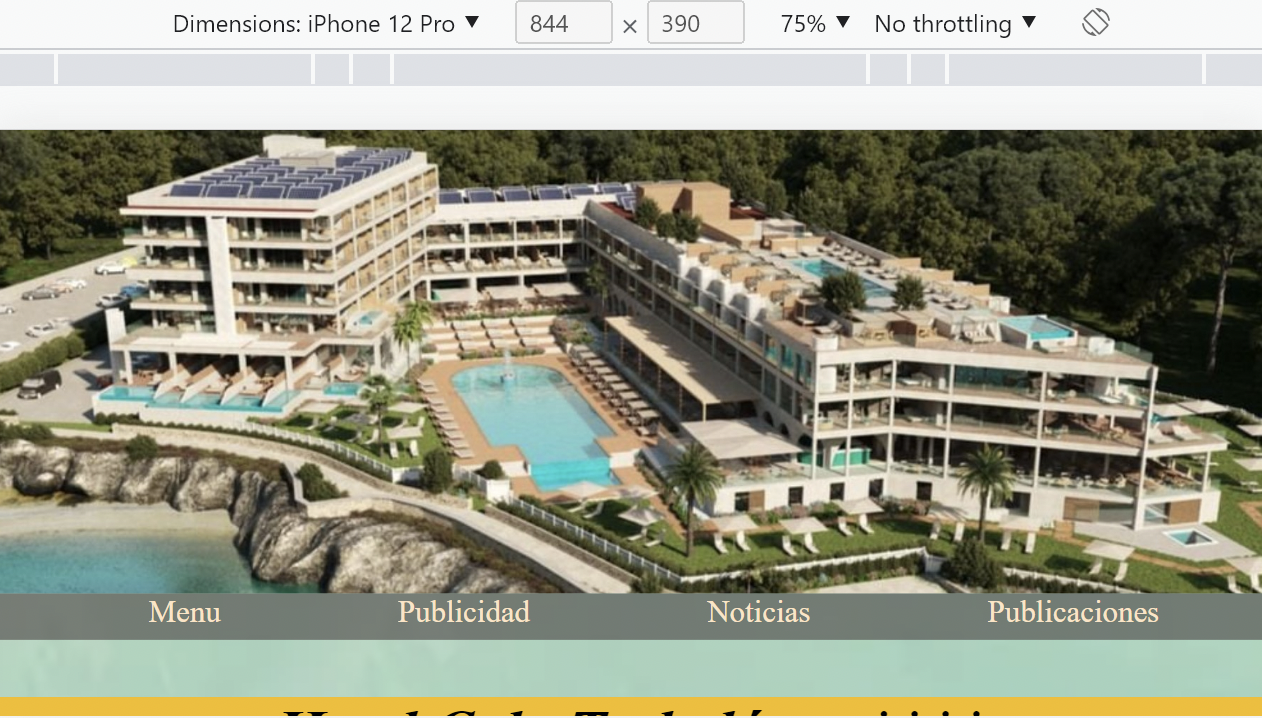 Dimensions: iPhone 12 Pro ▼ 844 × 390 75% ▼ No throttling ▼
Menu Publicidad Noticias Publicaciones